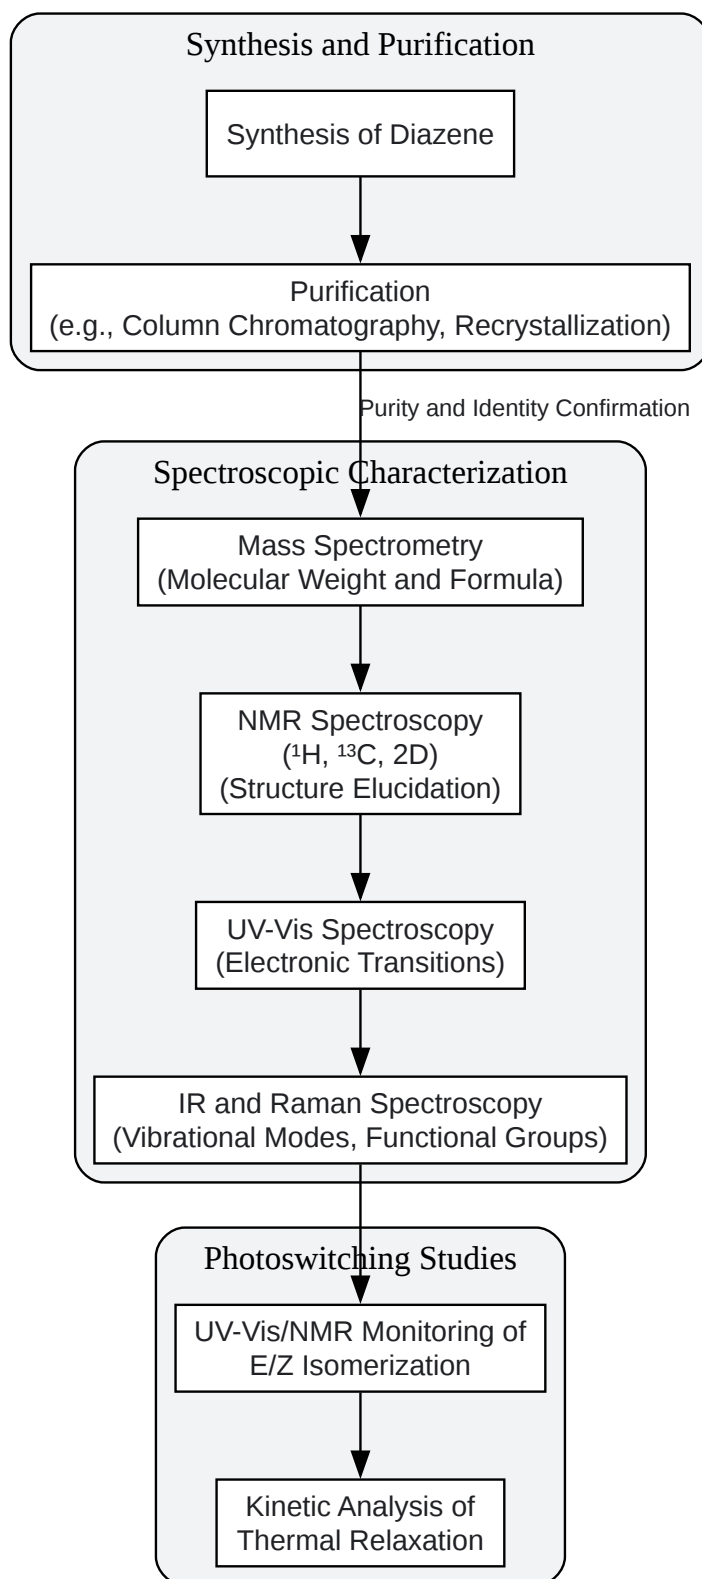 Synthesis and Purification
Synthesis of Diazene
Purification
(e.g., Column Chromatography, Recrystallization)
Purity and Identity Confirmation
Spectroscopic Characterization
Mass Spectrometry
(Molecular Weight and Formula)
NMR Spectroscopy
(¹H, ¹³C, 2D)
(Structure Elucidation)
UV-Vis Spectroscopy
(Electronic Transitions)
IR and Raman Spectroscopy
(Vibrational Modes, Functional Groups)
Photoswitching Studies
UV-Vis/NMR Monitoring of
E/Z Isomerization
Kinetic Analysis of
Thermal Relaxation